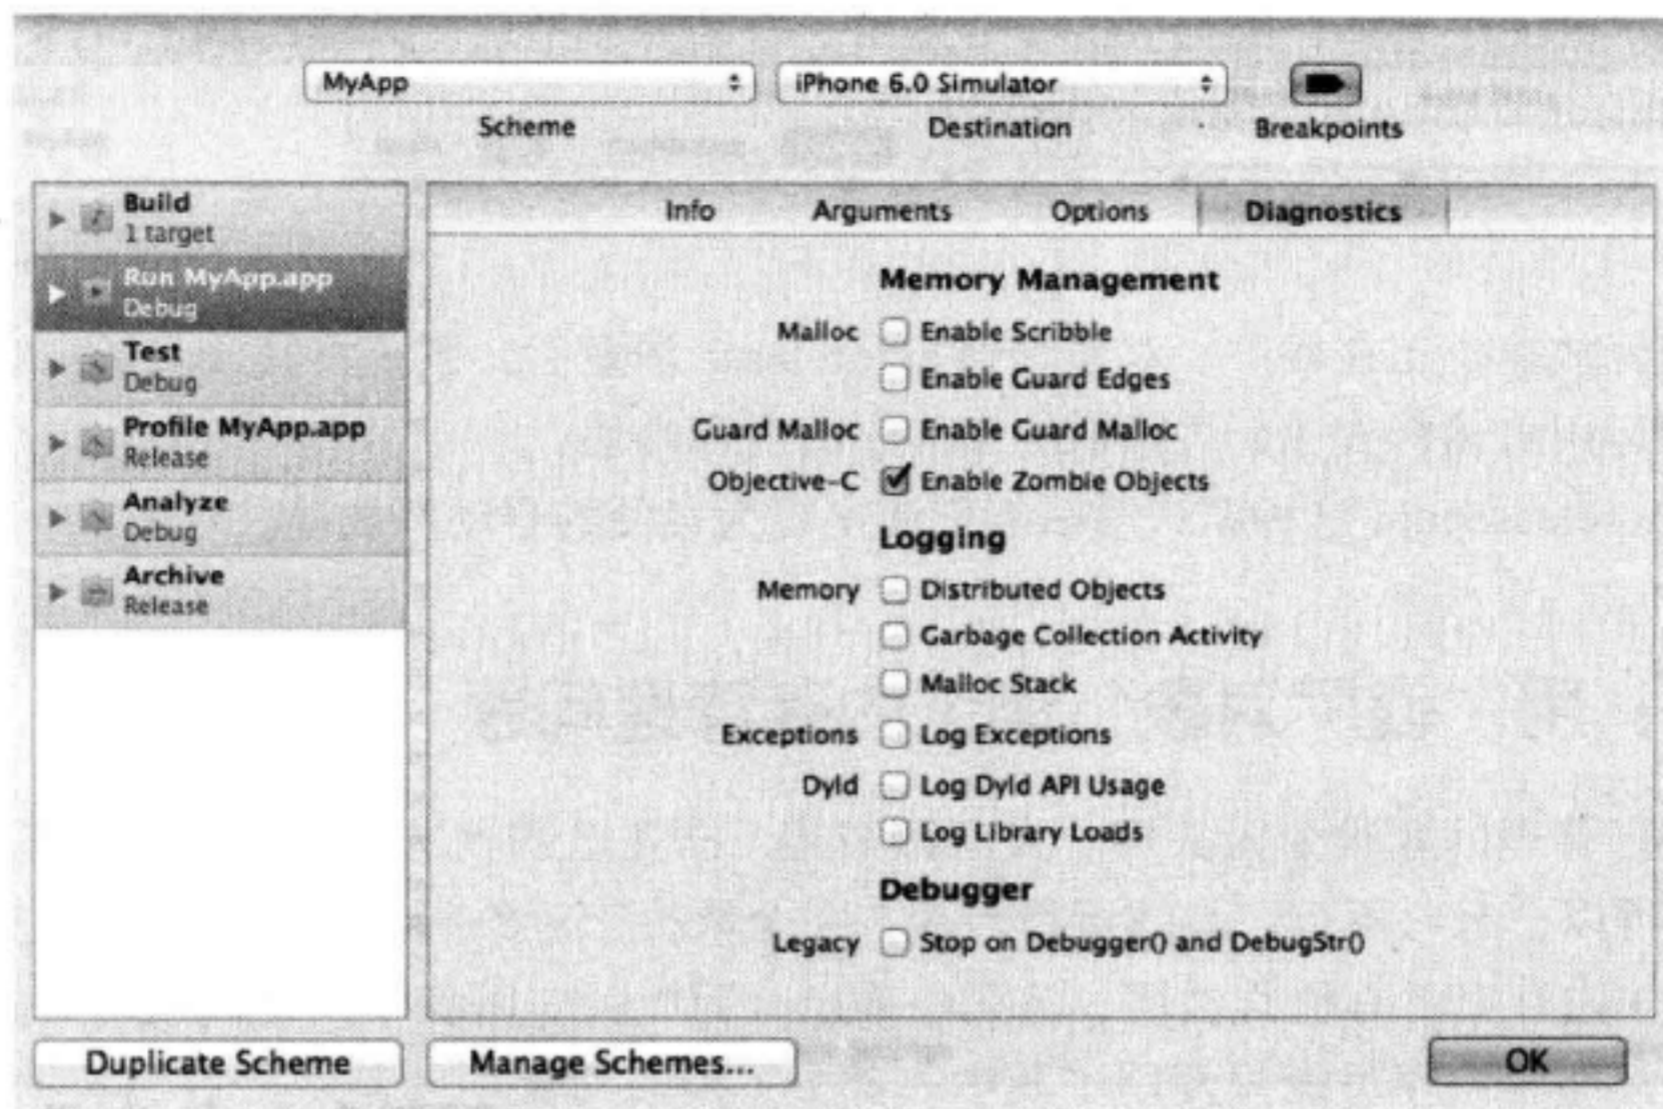 MyApp iPhone 6.0 Simulator
Scheme Destination Breakpoints
Build
1 target
Run MyApp.app
Debug
Test
Debug
Profile MyApp.app
Release
Analyze
Debug
Archive
Release
Info Arguments Options Diagnostics
Memory Management
Malloc Enable Scribble
Enable Guard Edges
Guard Malloc Enable Guard Malloc
Objective-C Enable Zombie Objects
Logging
Memory Distributed Objects
Garbage Collection Activity
Malloc Stack
Exceptions Log Exceptions
Dyld Log Dyld API Usage
Log Library Loads
Debugger
Legacy Stop on Debugger() and DebugStr()
Duplicate Scheme Manage Schemes... OK